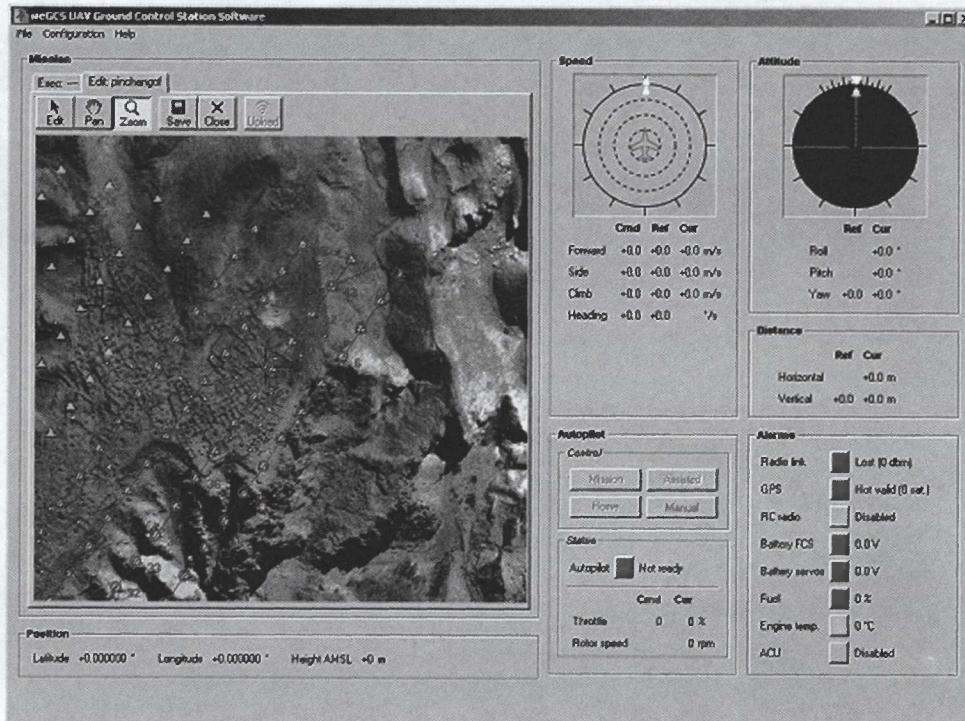 weGCS UAV Ground Control Station Software
File Configuration Help
Mission
Exec: --- Edit: pinchengol
Edit Pan Zoom Save Close Upload
Position
Latitude +0.000000 ° Longitude +0.000000 ° Height AMSL +0 m
Speed
Cmd Ref Cur
Forward +0.0 +0.0 +0.0 m/s
Side +0.0 +0.0 +0.0 m/s
Climb +0.0 +0.0 +0.0 m/s
Heading +0.0 +0.0 °/s
Attitude
Ref Cur
Roll +0.0 °
Pitch +0.0 °
Yaw +0.0 +0.0 °
Distance
Ref Cur
Horizontal +0.0 m
Vertical +0.0 +0.0 m
Autopilot
Control
Mission Assisted
Home Manual
Status
Autopilot Not ready
Cmd Cur
Throttle 0 0 %
Rotor speed 0 rpm
Alarms
Radio link Lost (0 dbm)
GPS Not valid (0 sat.)
RC radio Disabled
Battery FCS 0.0 V
Battery servos 0.0 V
Fuel 0 %
Engine temp. 0 °C
ACU Disabled